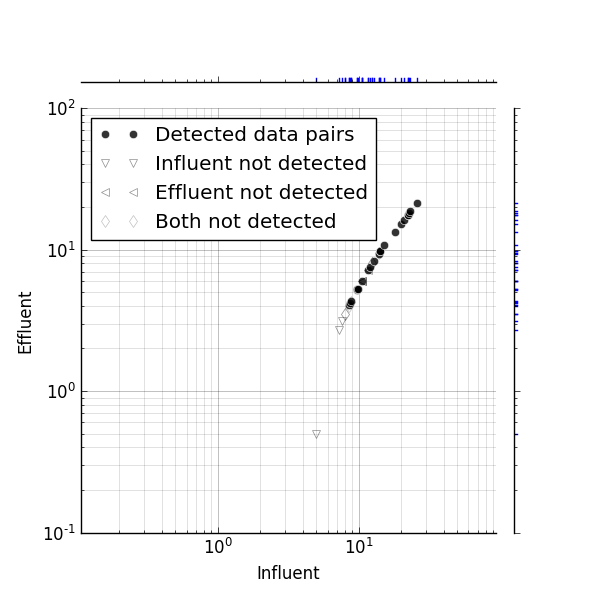 10²
Detected data pairs
Influent not detected
Effluent not detected
Both not detected
10¹
Effluent
10⁰
10⁻¹
10⁰ 10¹
Influent